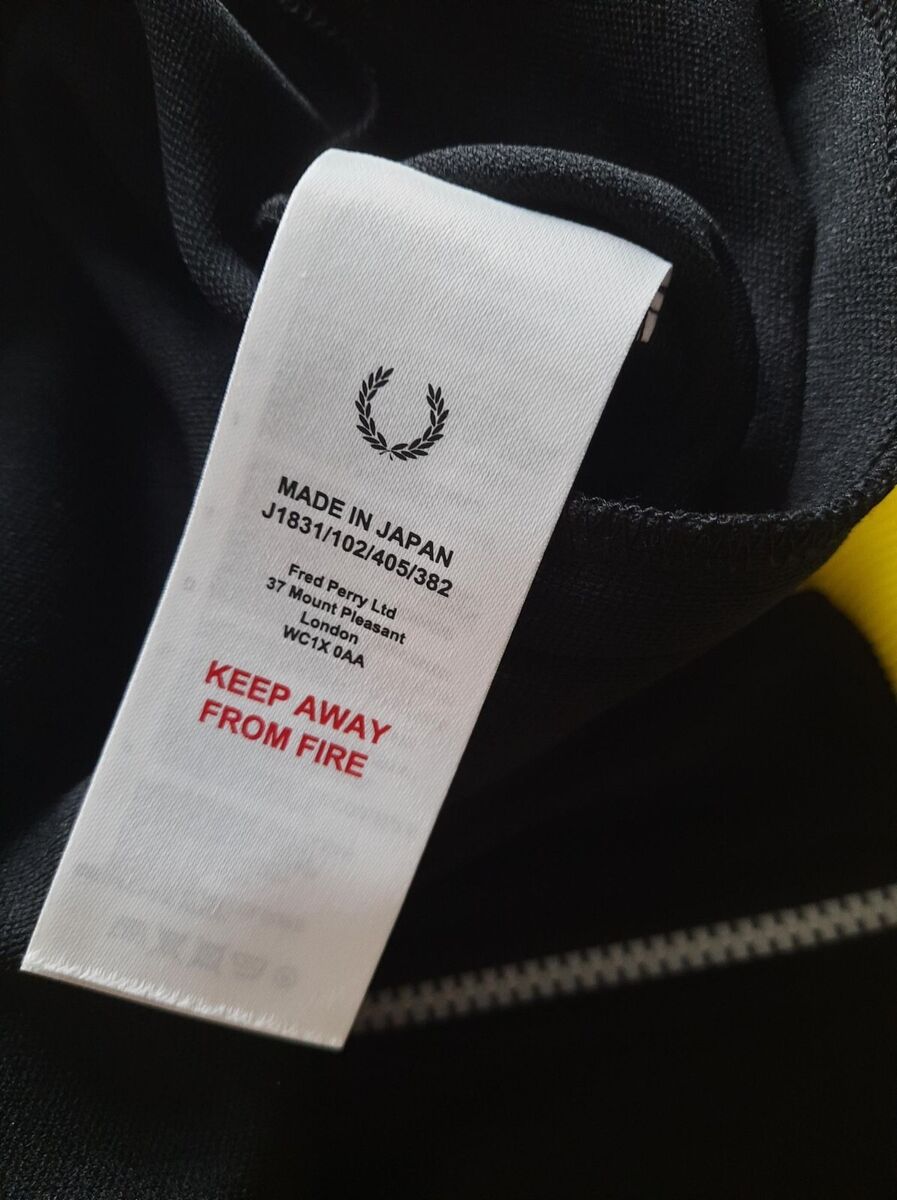 MADE IN JAPAN
J1831/102/405/382
Fred Perry Ltd
37 Mount Pleasant
London
WC1X 0AA
KEEP AWAY
FROM FIRE